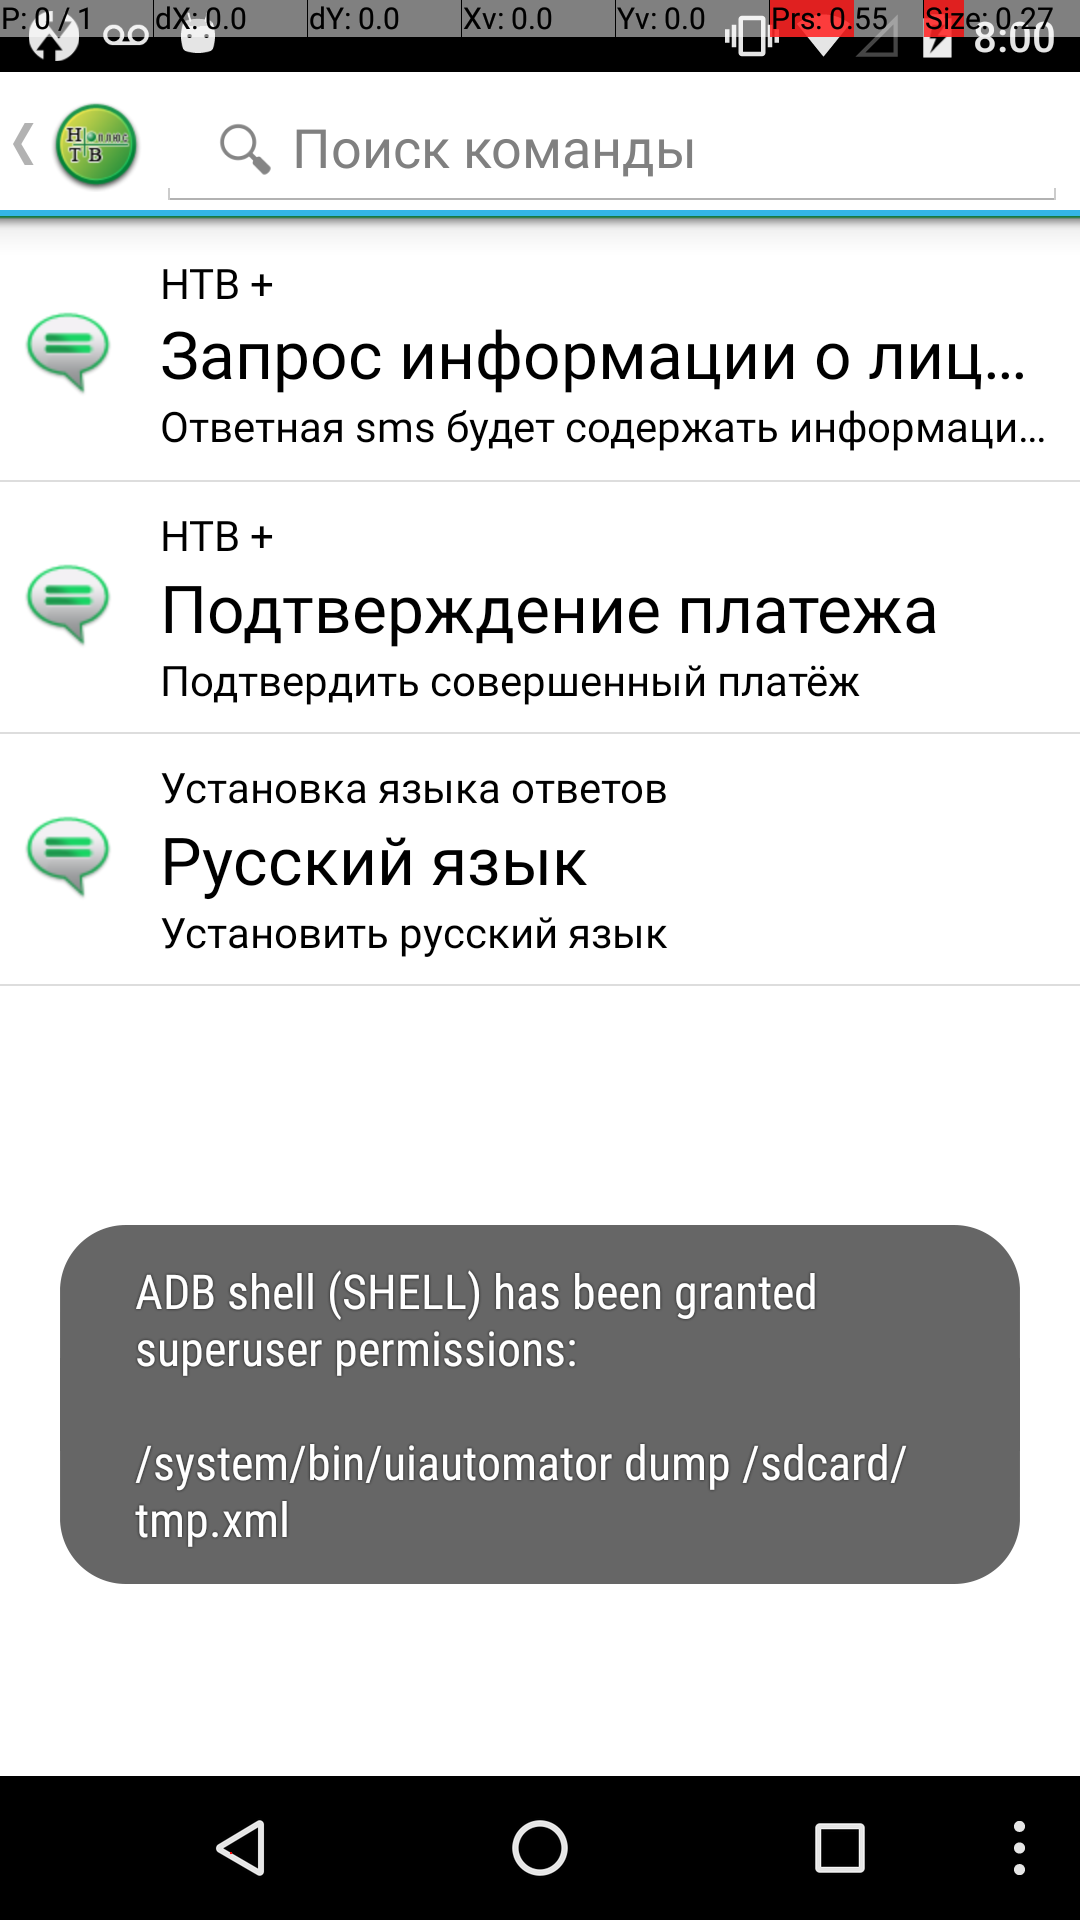 P: 0 / 1 dX: 0.0 dY: 0.0 Xv: 0.0 Yv: 0.0 Prs: 0.55 Size: 0.27
8:00
Н плюс
ТВ
Поиск команды
НТВ +
Запрос информации о лиц...
Ответная sms будет содержать информаци...
НТВ +
Подтверждение платежа
Подтвердить совершенный платёж
Установка языка ответов
Русский язык
Установить русский язык
ADB shell (SHELL) has been granted
superuser permissions:
/system/bin/uiautomator dump /sdcard/
tmp.xml